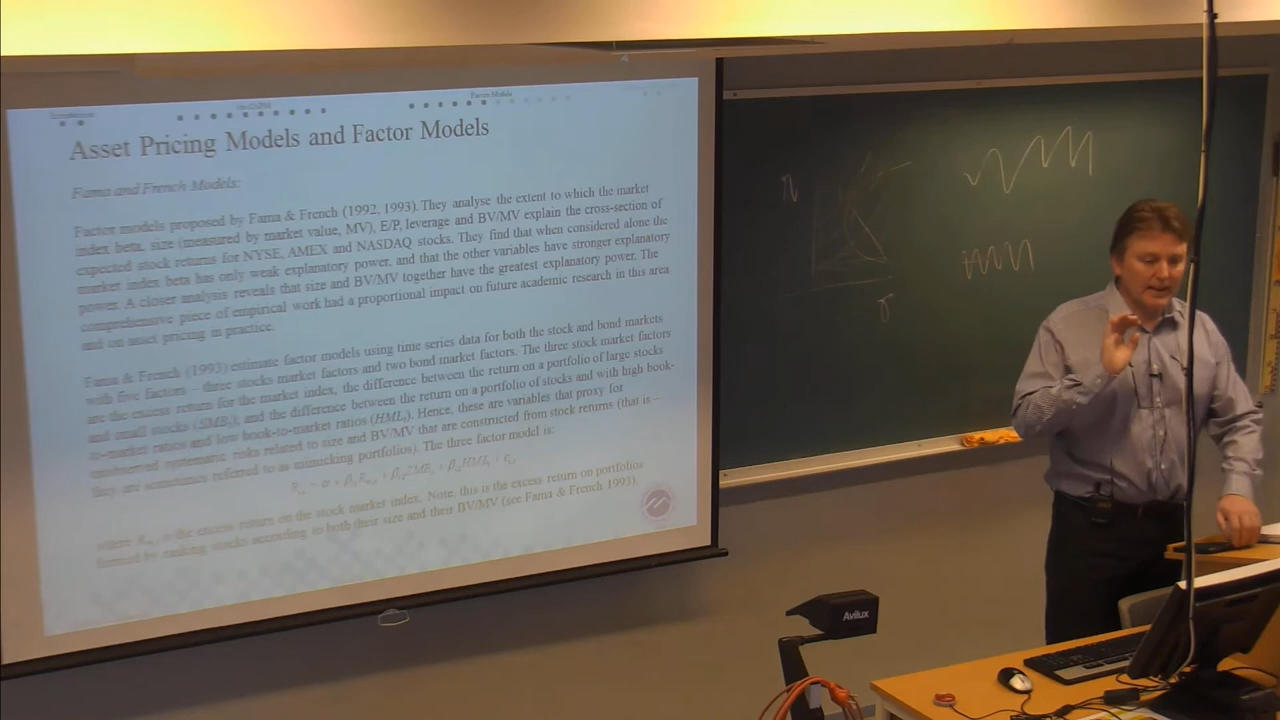 Factor Models
Asset Pricing Models and Factor Models
Fama and French Models:
Factor models proposed by Fama & French (1992, 1993). They analyse the extent to which the market
index beta, size (measured by market value, MV), E/P, leverage and BV/MV explain the cross-section of
expected stock returns for NYSE, AMEX and NASDAQ stocks. They find that when considered alone the
market index beta has only weak explanatory power, and that the other variables have stronger explanatory
power. A closer analysis reveals that size and BV/MV together have the greatest explanatory power. The
comprehensive piece of empirical work had a proportional impact on future academic research in this area
and on asset pricing in practice.
Fama & French (1993) estimate factor models using time series data for both the stock and bond markets
with five factors – three stocks market factors and two bond market factors. The three stock market factors
are the excess return for the market index, the difference between the return on a portfolio of large stocks
and small stocks (SMB); and the difference between the return on a portfolio of stocks and with high book-
to-market ratios and low book-to-market ratios (HML). Hence, these are variables that proxy for
unobserved systematic risks related to size and BV/MV that are constructed from stock returns (that is –
they are sometimes referred to as mimicking portfolios). The three factor model is:
where is the excess return on the stock market index. Note, this is the excess return on portfolios
formed by ranking stocks according to both their size and their BV/MV (see Fama & French 1993).
σ
Avilux